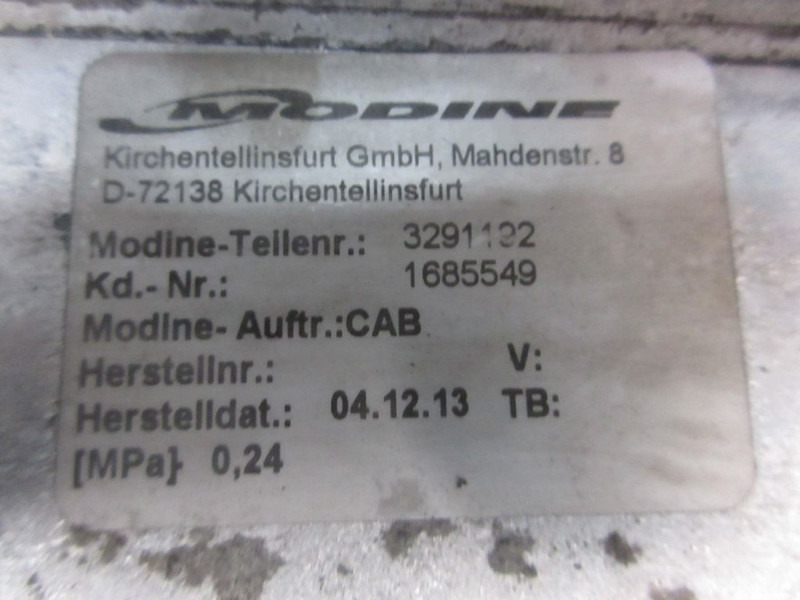 MODINE
Kirchentellinsfurt GmbH, Mahdenstr. 8
D-72138 Kirchentellinsfurt
Modine-Teilenr.: 3291192
Kd.- Nr.: 1685549
Modine- Auftr.:CAB
Herstellnr.: V:
Herstelldat.: 04.12.13 TB:
[MPa]- 0,24